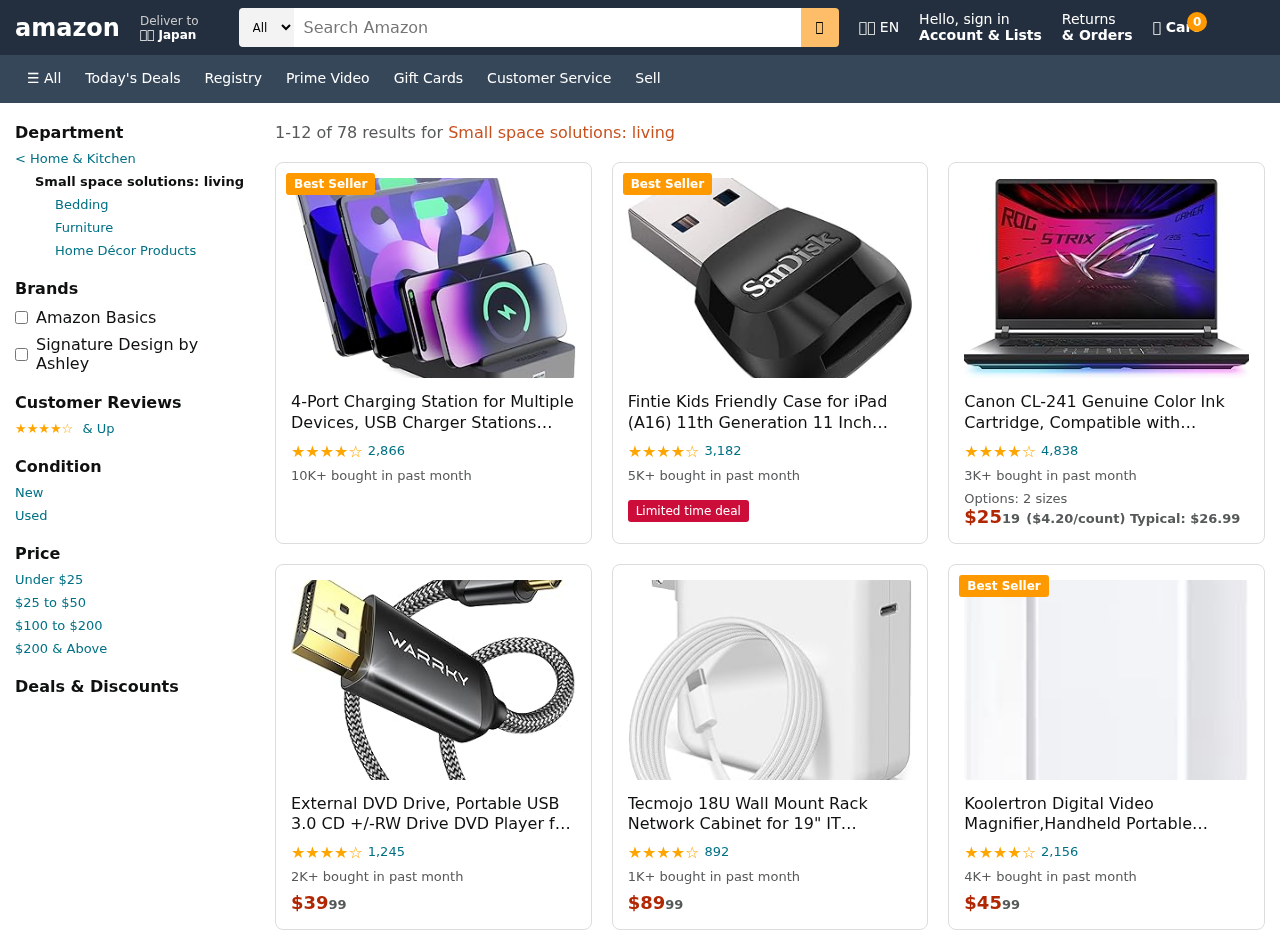 amazon
Deliver to
Japan
All
Search Amazon
EN
Hello, sign in
Account & Lists
Returns
& Orders
0
☰ All
Today's Deals
Registry
Prime Video
Gift Cards
Customer Service
Sell
Department
< Home & Kitchen
Small space solutions: living
Bedding
Furniture
Home Décor Products
Brands
Amazon Basics
Signature Design by
Ashley
Customer Reviews
★★★★☆ & Up
Condition
New
Used
Price
Under $25
$25 to $50
$100 to $200
$200 & Above
Deals & Discounts
1-12 of 78 results for Small space solutions: living
Best Seller
4-Port Charging Station for Multiple
Devices, USB Charger Stations...
★★★★☆ 2,866
10K+ bought in past month
Best Seller
SanDisk
Fintie Kids Friendly Case for iPad
(A16) 11th Generation 11 Inch...
★★★★☆ 3,182
5K+ bought in past month
Limited time deal
ROG
STRIX
GAMER
Canon CL-241 Genuine Color Ink
Cartridge, Compatible with...
★★★★☆ 4,838
3K+ bought in past month
Options: 2 sizes
$25 19 ($4.20/count) Typical: $26.99
WARRKY
External DVD Drive, Portable USB
3.0 CD +/-RW Drive DVD Player f...
★★★★☆ 1,245
2K+ bought in past month
$39 99
Tecmojo 18U Wall Mount Rack
Network Cabinet for 19" IT...
★★★★☆ 892
1K+ bought in past month
$89 99
Best Seller
Koolertron Digital Video
Magnifier,Handheld Portable...
★★★★☆ 2,156
4K+ bought in past month
$45 99